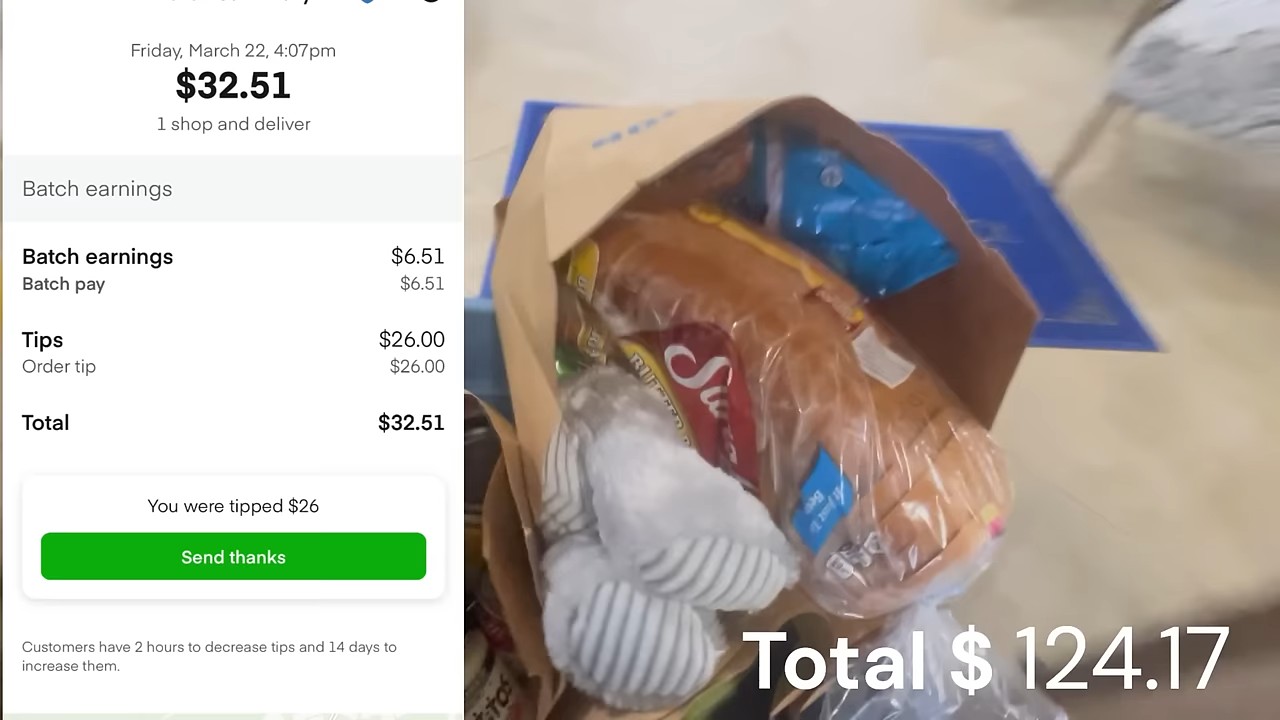 Friday, March 22, 4:07pm
$32.51
1 shop and deliver
Batch earnings
Batch earnings $6.51
Batch pay $6.51
Tips $26.00
Order tip $26.00
Total $32.51
You were tipped $26
Send thanks
Customers have 2 hours to decrease tips and 14 days to
increase them.
Total $ 124.17